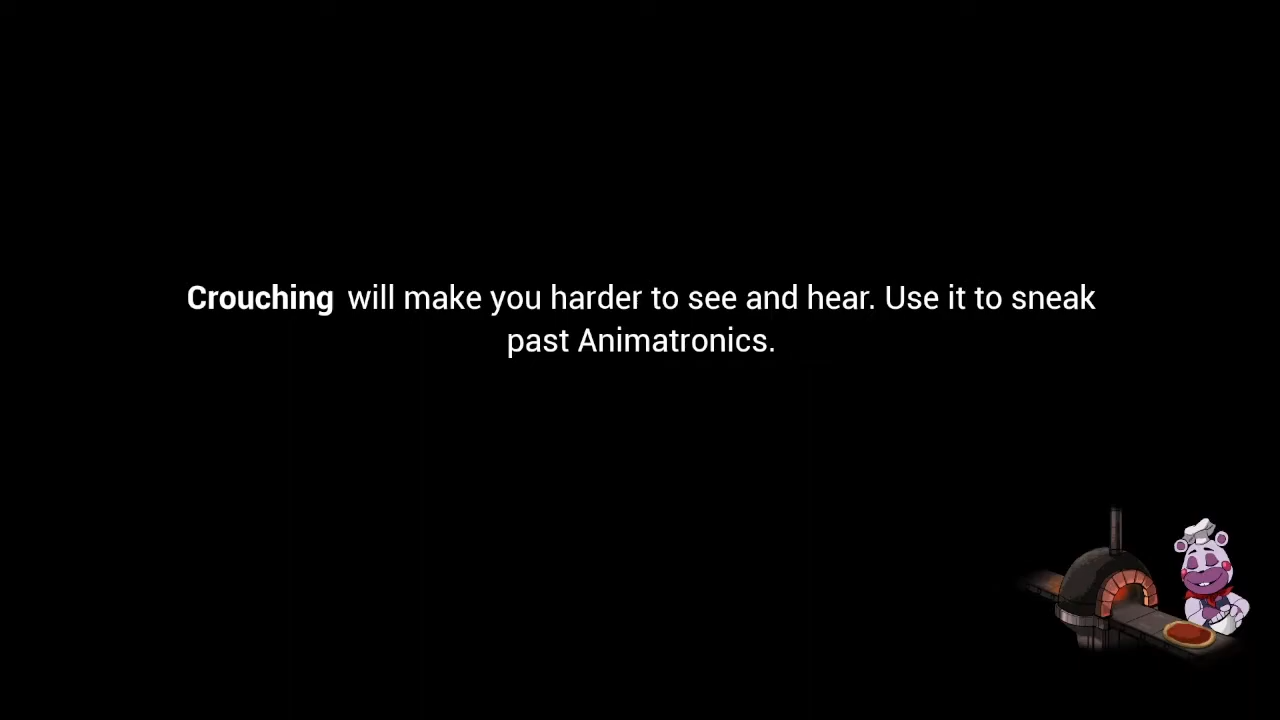 Crouching will make you harder to see and hear. Use it to sneak
past Animatronics.